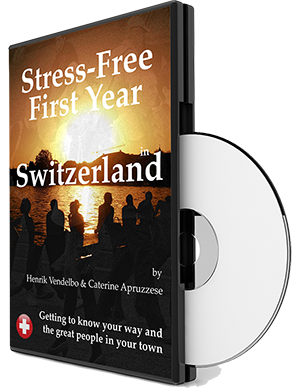 Stress-Free
First Year
in
Switzerland
by
Henrik Vendelbo & Caterine Apruzzese
Getting to know your way and
the great people in your town